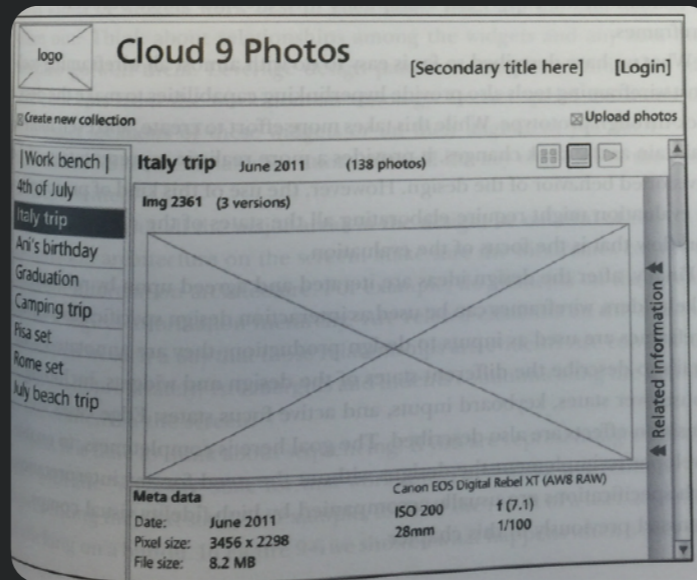 logo
Cloud 9 Photos
[Secondary title here] [Login]
Create new collection
Upload photos
|Work bench|
4th of July
Italy trip
Ani's birthday
Graduation
Camping trip
Pisa set
Rome set
July beach trip
Italy trip June 2011 (138 photos)
Img 2361 (3 versions)
Related information
Meta data
Date: June 2011
Pixel size: 3456 x 2298
File size: 8.2 MB
Canon EOS Digital Rebel XT (AW8 RAW)
ISO 200 f (7.1)
28mm 1/100